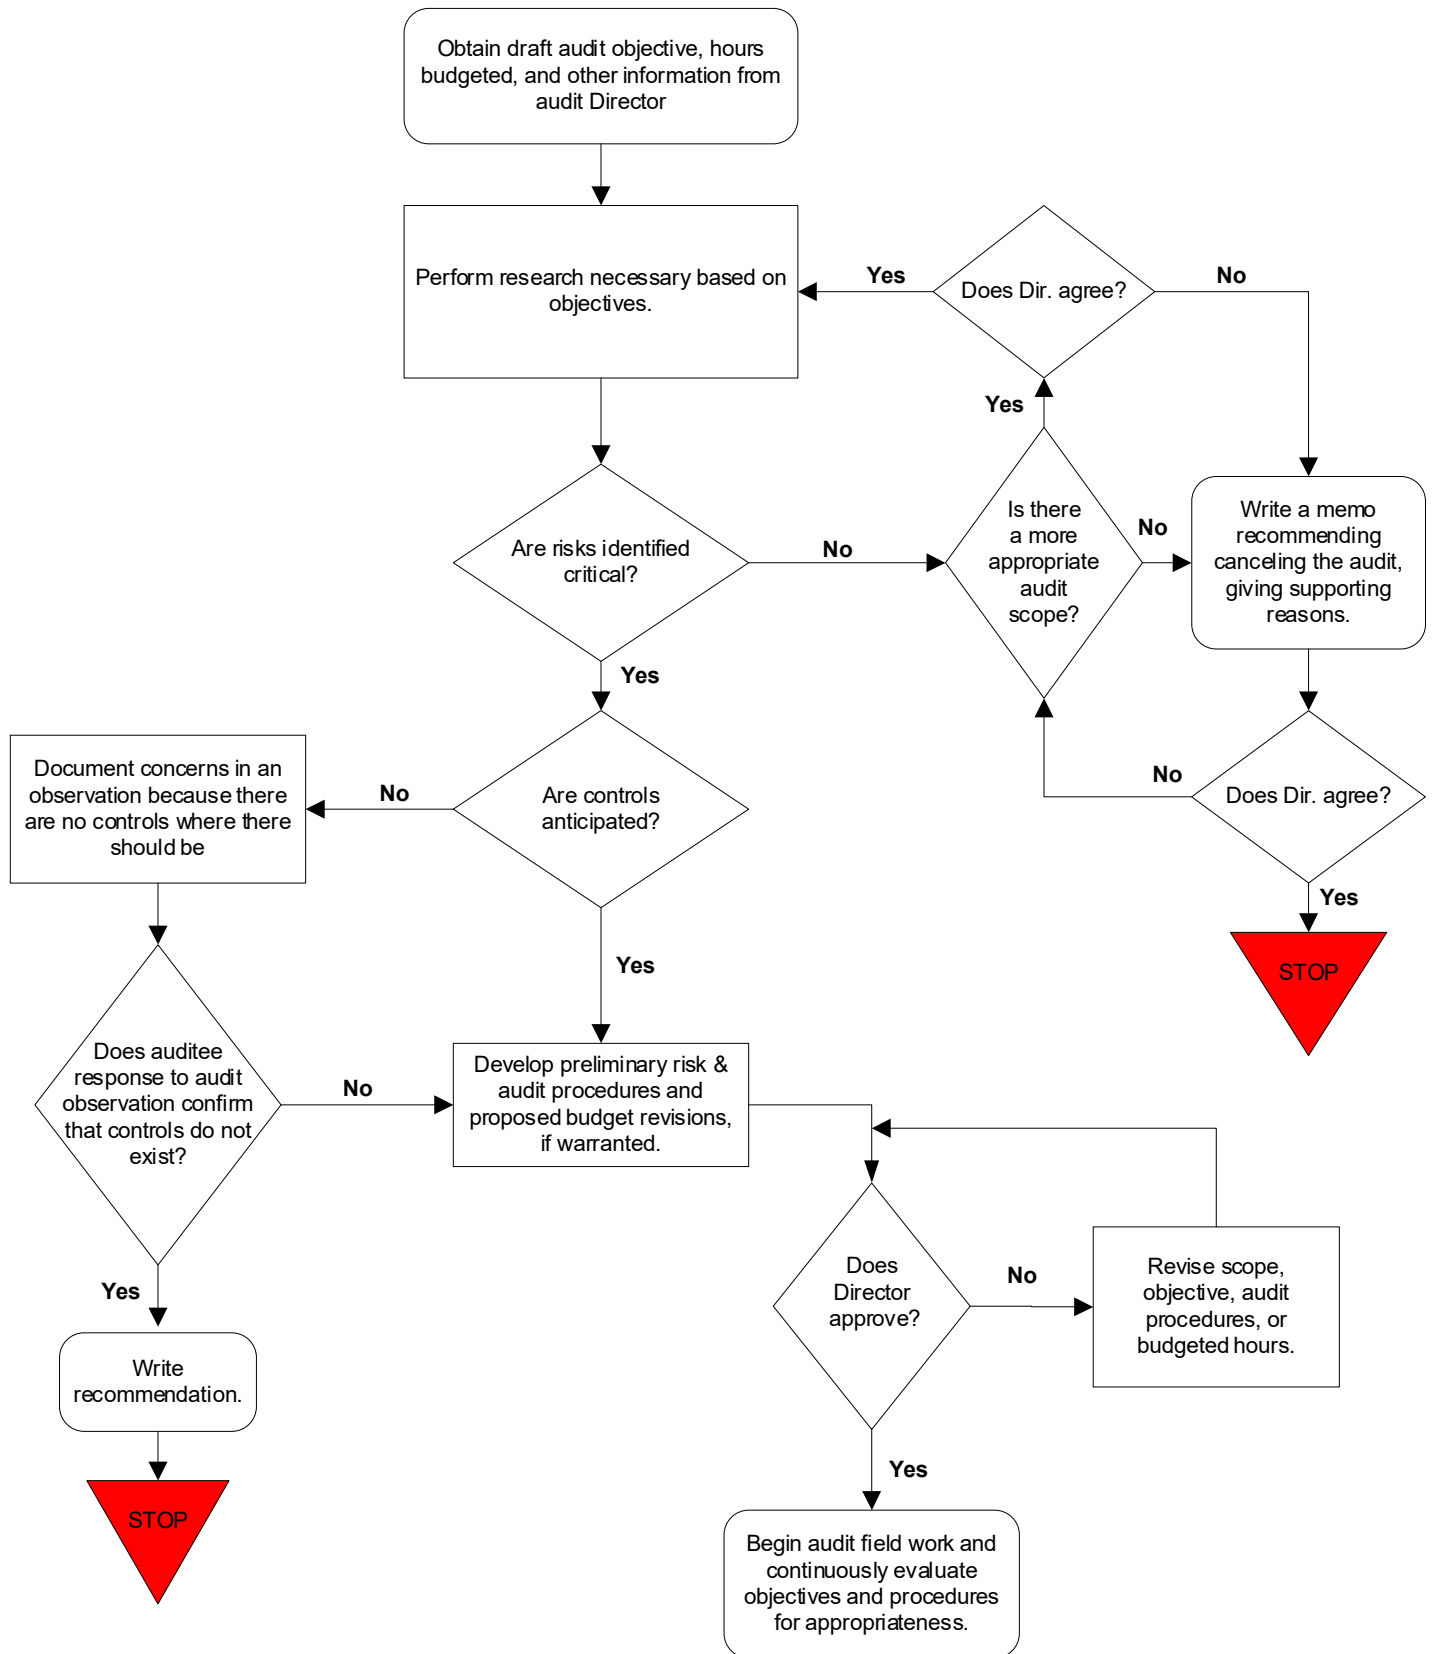 Obtain draft audit objective, hours
budgeted, and other information from
audit Director
Perform research necessary based on
objectives.
Yes
Does Dir. agree?
No
Yes
Are risks identified
critical?
No
Is there
a more
appropriate
audit
scope?
No
Write a memo
recommending
canceling the audit,
giving supporting
reasons.
Yes
Document concerns in an
observation because there
are no controls where there
should be
No
Are controls
anticipated?
No
Does Dir. agree?
Yes
STOP
Yes
Does auditee
response to audit
observation confirm
that controls do not
exist?
No
Develop preliminary risk &
audit procedures and
proposed budget revisions,
if warranted.
Does
Director
approve?
No
Revise scope,
objective, audit
procedures, or
budgeted hours.
Yes
Write
recommendation.
STOP
Yes
Begin audit field work and
continuously evaluate
objectives and procedures
for appropriateness.